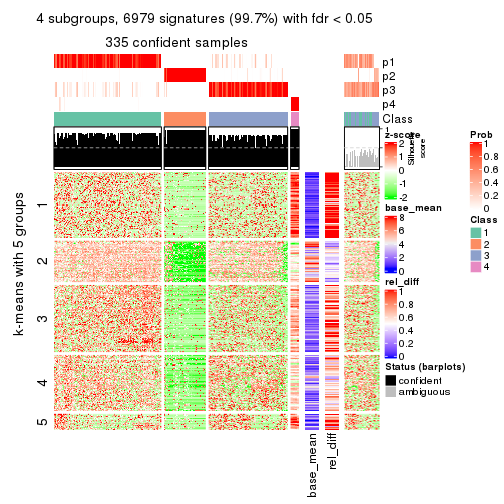 4 subgroups, 6979 signatures (99.7%) with fdr < 0.05
335 confident samples
p1
p2
p3
p4
Class
1
Silhouette
score
k-means with 5 groups
1
2
3
4
5
base_mean
rel_diff
z-score
2
1
0
-1
-2
base_mean
8
6
4
2
0
rel_diff
1
0.8
0.6
0.4
0.2
0
Status (barplots)
confident
ambiguous
Prob
1
0.8
0.6
0.4
0.2
0
Class
1
2
3
4